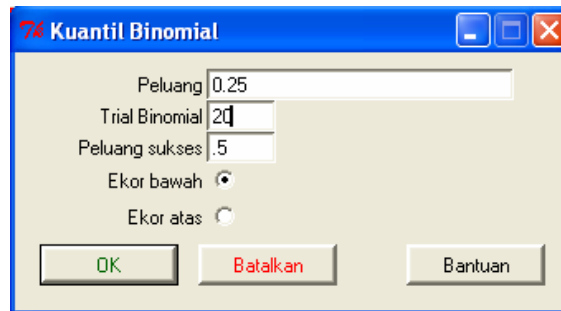 Kuantil Binomial
Peluang 0.25
Trial Binomial 20
Peluang sukses .5
Ekor bawah
Ekor atas
OK Batalkan Bantuan